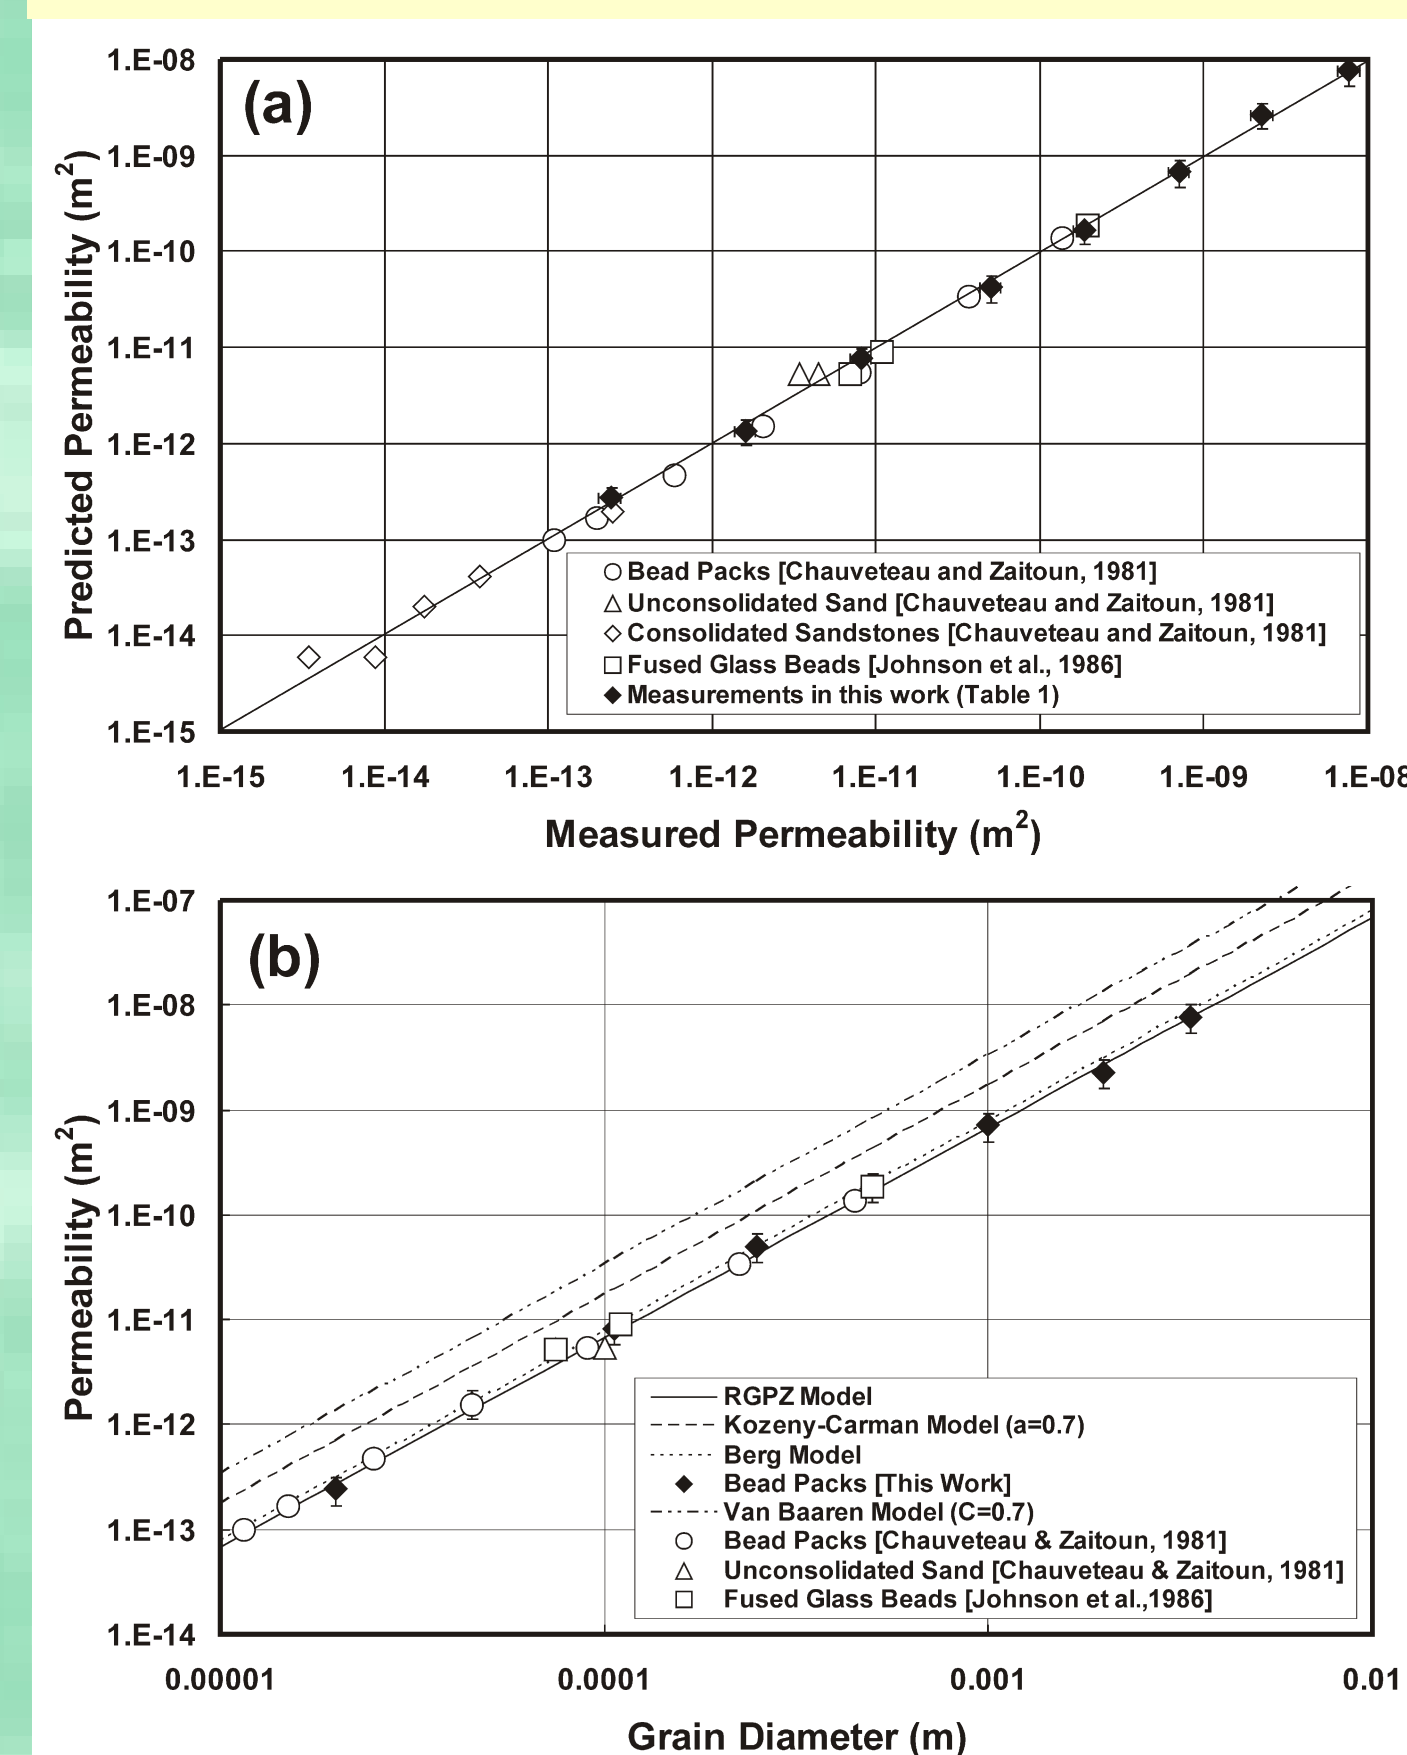 (a)
1.E-08
1.E-09
1.E-10
1.E-11
1.E-12
1.E-13
1.E-14
1.E-15
Predicted Permeability (m2)
Bead Packs [Chauveteau and Zaitoun, 1981]
Unconsolidated Sand [Chauveteau and Zaitoun, 1981]
Consolidated Sandstones [Chauveteau and Zaitoun, 1981]
Fused Glass Beads [Johnson et al., 1986]
Measurements in this work (Table 1)
1.E-15 1.E-14 1.E-13 1.E-12 1.E-11 1.E-10 1.E-09 1.E-08
Measured Permeability (m2)
(b)
1.E-07
1.E-08
1.E-09
1.E-10
1.E-11
1.E-12
1.E-13
1.E-14
Permeability (m2)
RGPZ Model
Kozeny-Carman Model (a=0.7)
Berg Model
Bead Packs [This Work]
Van Baaren Model (C=0.7)
Bead Packs [Chauveteau & Zaitoun, 1981]
Unconsolidated Sand [Chauveteau & Zaitoun, 1981]
Fused Glass Beads [Johnson et al.,1986]
0.00001 0.0001 0.001 0.01
Grain Diameter (m)